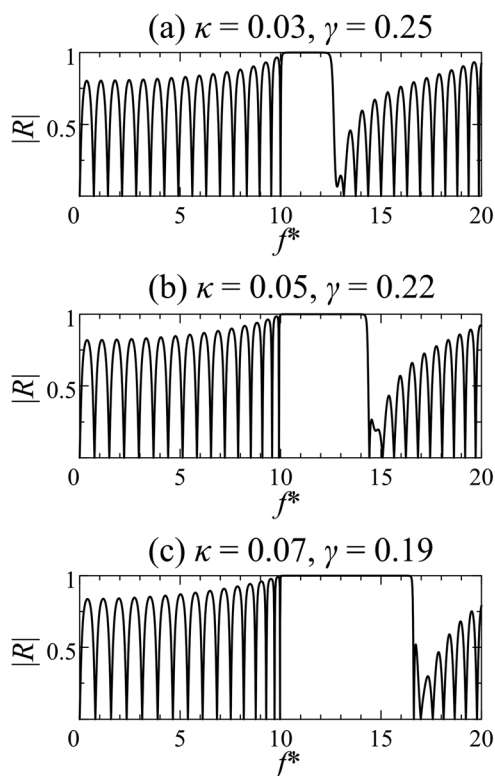 (a) κ = 0.03, γ = 0.25
1
|R| 0.5
0 5 10 15 20
f*
(b) κ = 0.05, γ = 0.22
1
|R| 0.5
0 5 10 15 20
f*
(c) κ = 0.07, γ = 0.19
1
|R| 0.5
0 5 10 15 20
f*